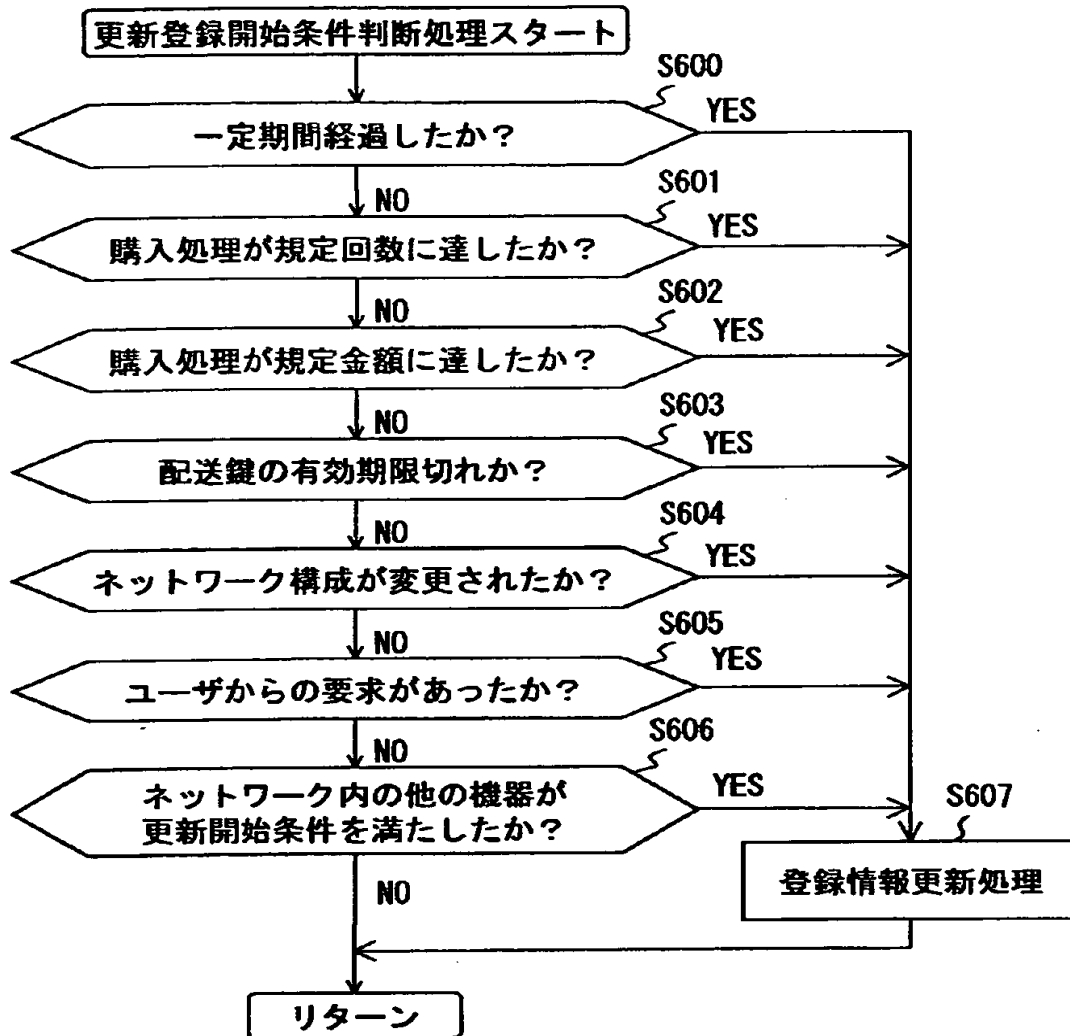 更新登録開始条件判断処理スタート
S600
一定期間経過したか？
YES
NO
S601
購入処理が規定回数に達したか？
YES
NO
S602
購入処理が規定金額に達したか？
YES
NO
S603
配送鍵の有効期限切れか？
YES
NO
S604
ネットワーク構成が変更されたか？
YES
NO
S605
ユーザからの要求があったか？
YES
NO
S606
ネットワーク内の他の機器が
更新開始条件を満たしたか？
YES
NO
S607
登録情報更新処理
リターン